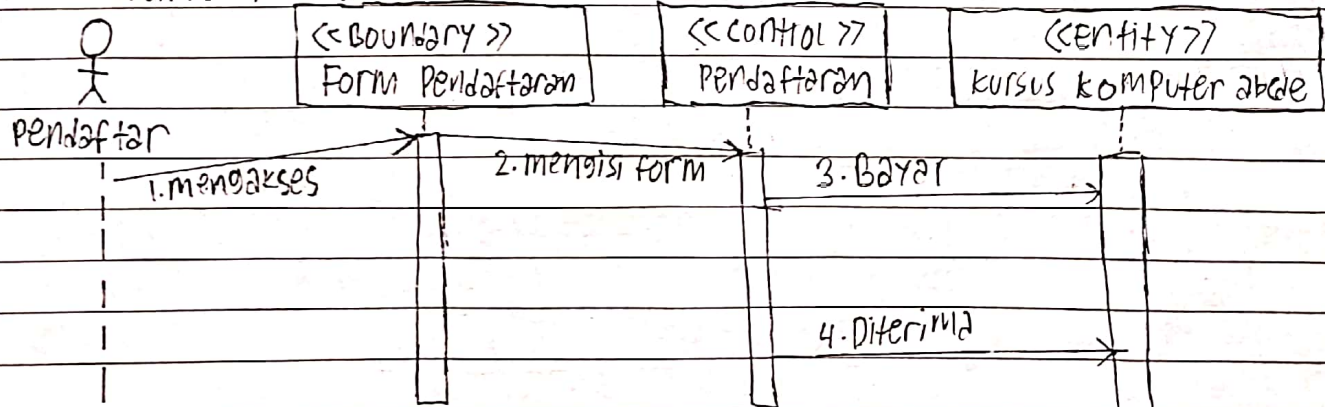 <<Boundary>>
Form Pendaftaran
<<Control>>
Pendaftaran
<<Entity>>
Kursus Komputer abcde
Pendaftar
1. mengakses
2. mengisi form
3. Bayar
4. Diterima